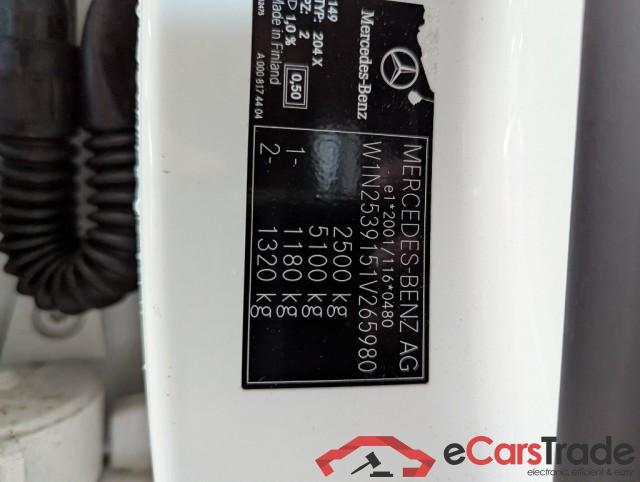 Mercedes-Benz
149
TYP: 204 X
PZ: 2
D 1,0 %
Made in Finland
0,50
A 000 817 44 04
MERCEDES-BENZ AG
e1*2001/116*0480
W1N2539151V265980
2500 kg
5100 kg
1- 1180 kg
2- 1320 kg
eCarsTrade
electronic, efficient & easy